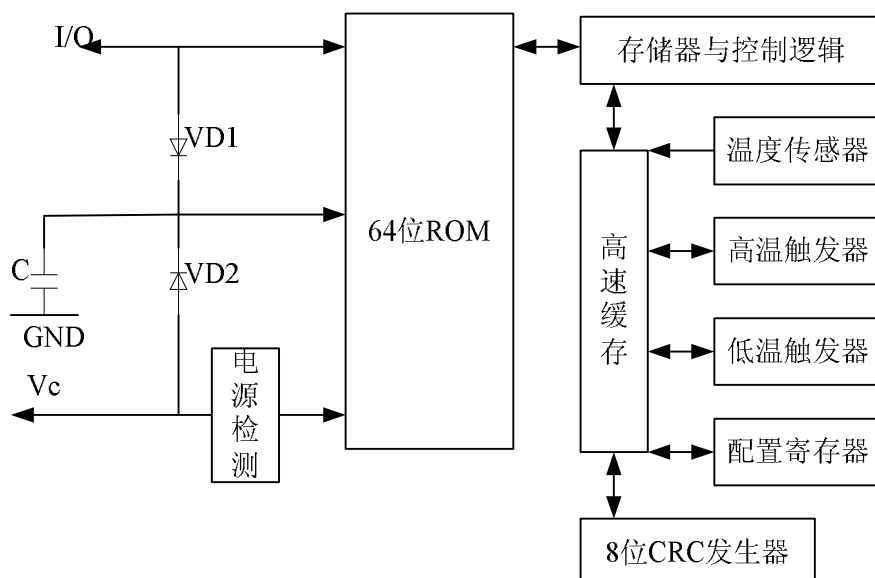 I/O
存储器与控制逻辑
VD1
温度传感器
64位ROM
高速缓存
高温触发器
C
VD2
GND
低温触发器
Vc
电源检测
配置寄存器
8位CRC发生器